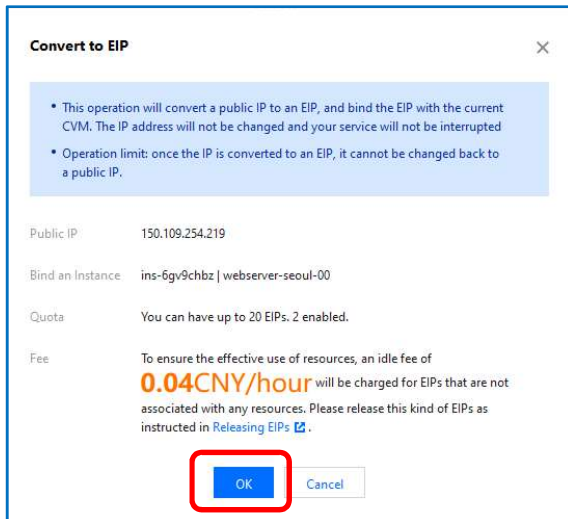 Convert to EIP
• This operation will convert a public IP to an EIP, and bind the EIP with the current
CVM. The IP address will not be changed and your service will not be interrupted
• Operation limit: once the IP is converted to an EIP, it cannot be changed back to
a public IP.
Public IP 150.109.254.219
Bind an Instance ins-6gv9chbz | webserver-seoul-00
Quota You can have up to 20 EIPs. 2 enabled.
Fee To ensure the effective use of resources, an idle fee of
0.04CNY/hour will be charged for EIPs that are not
associated with any resources. Please release this kind of EIPs as
instructed in Releasing EIPs .
OK Cancel